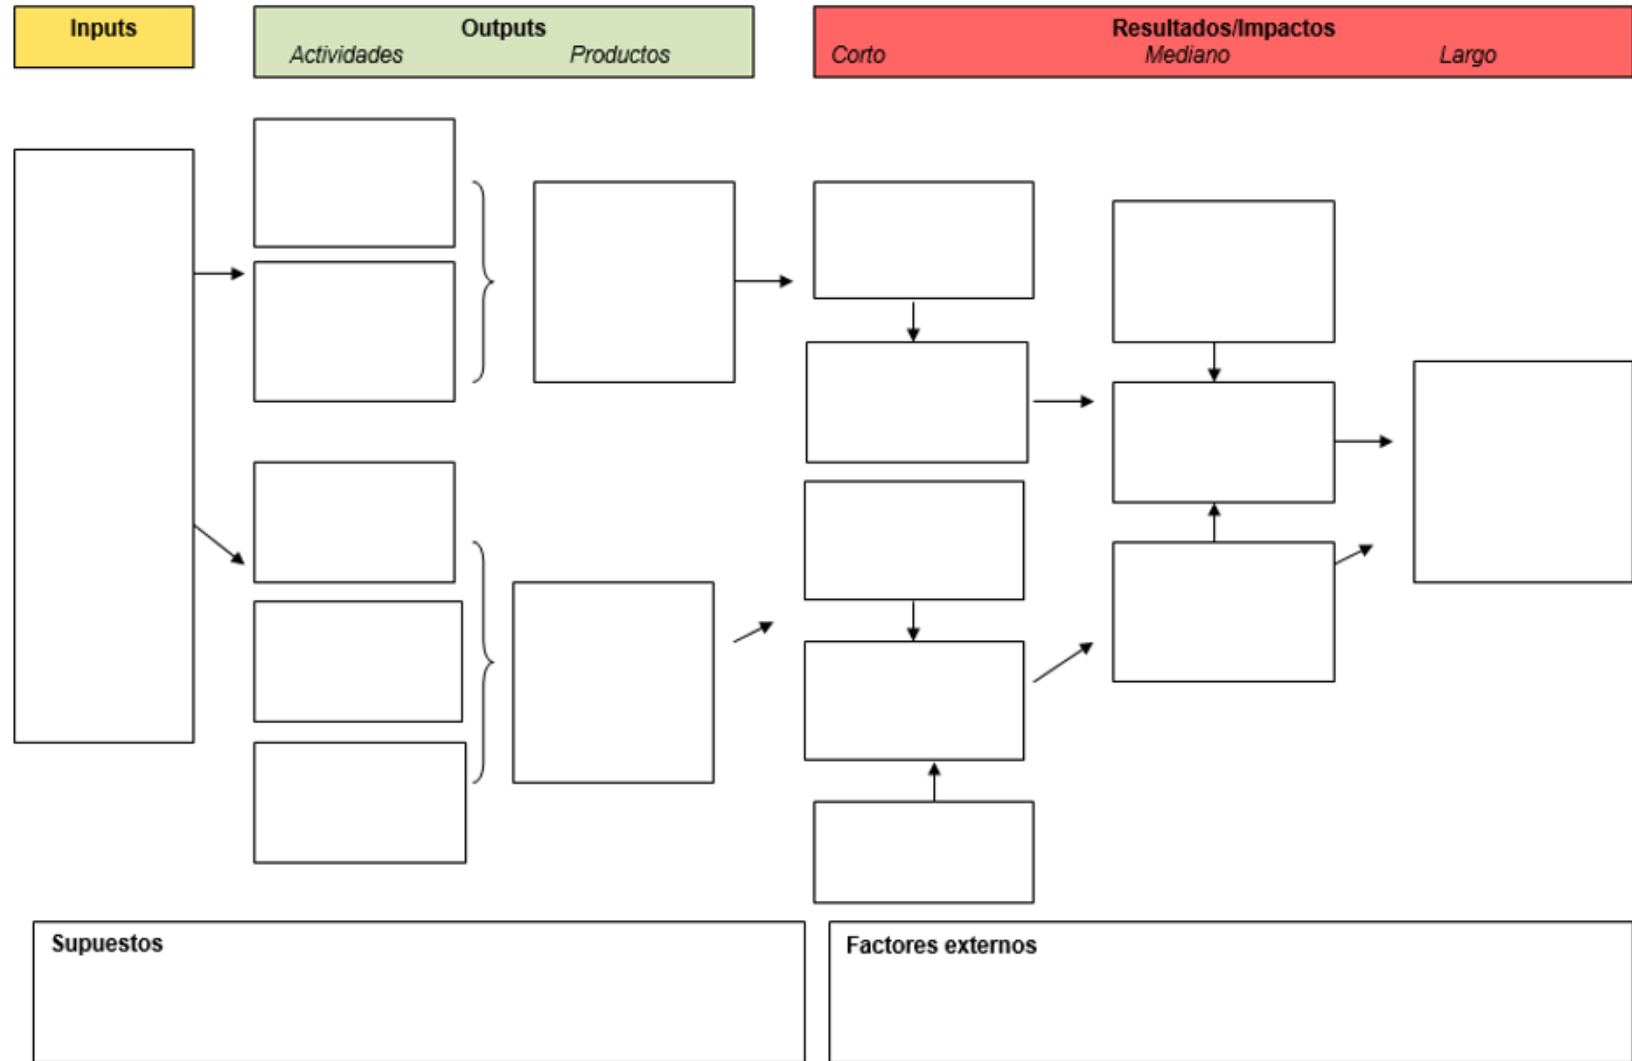 Inputs
Outputs
Actividades Productos
Resultados/Impactos
Corto Mediano Largo
Supuestos
Factores externos